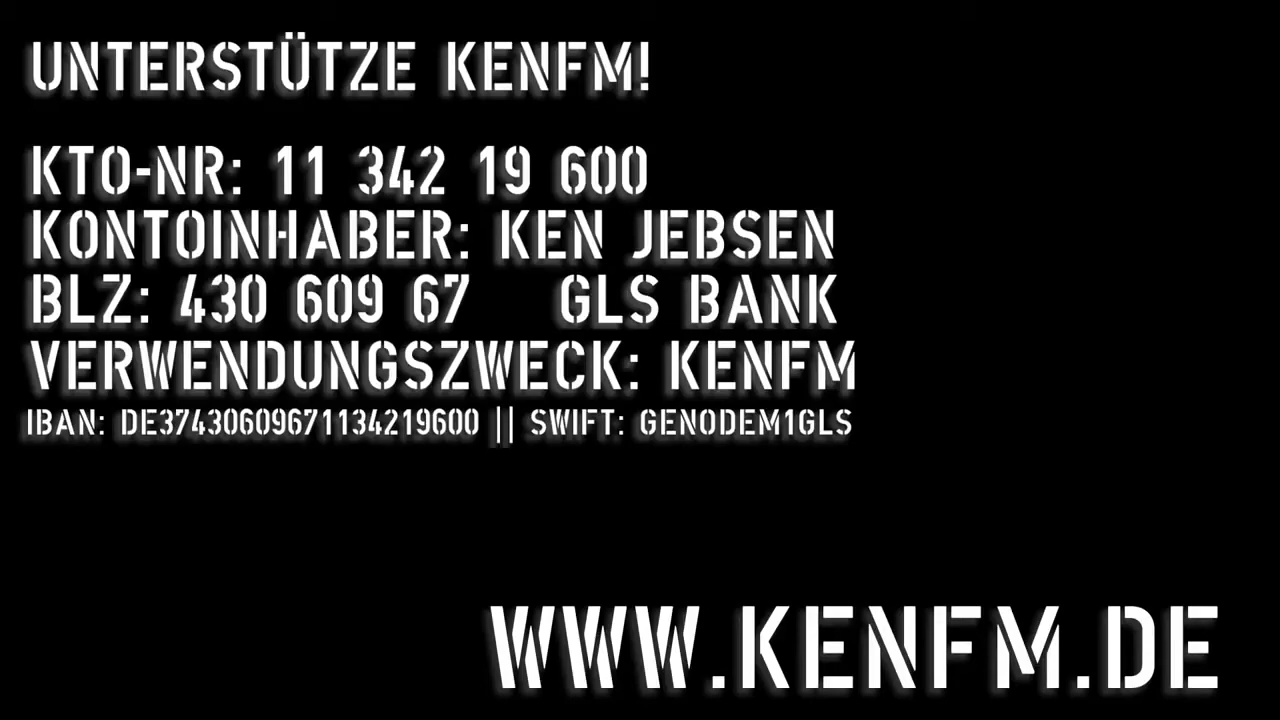 UNTERSTÜTZE KENFM!
KTO-NR: 11 342 19 600
KONTOINHABER: KEN JEBSEN
BLZ: 430 609 67 GLS BANK
VERWENDUNGSZWECK: KENFM
IBAN: DE37430609671134219600 || SWIFT: GENODEM1GLS
WWW.KENFM.DE